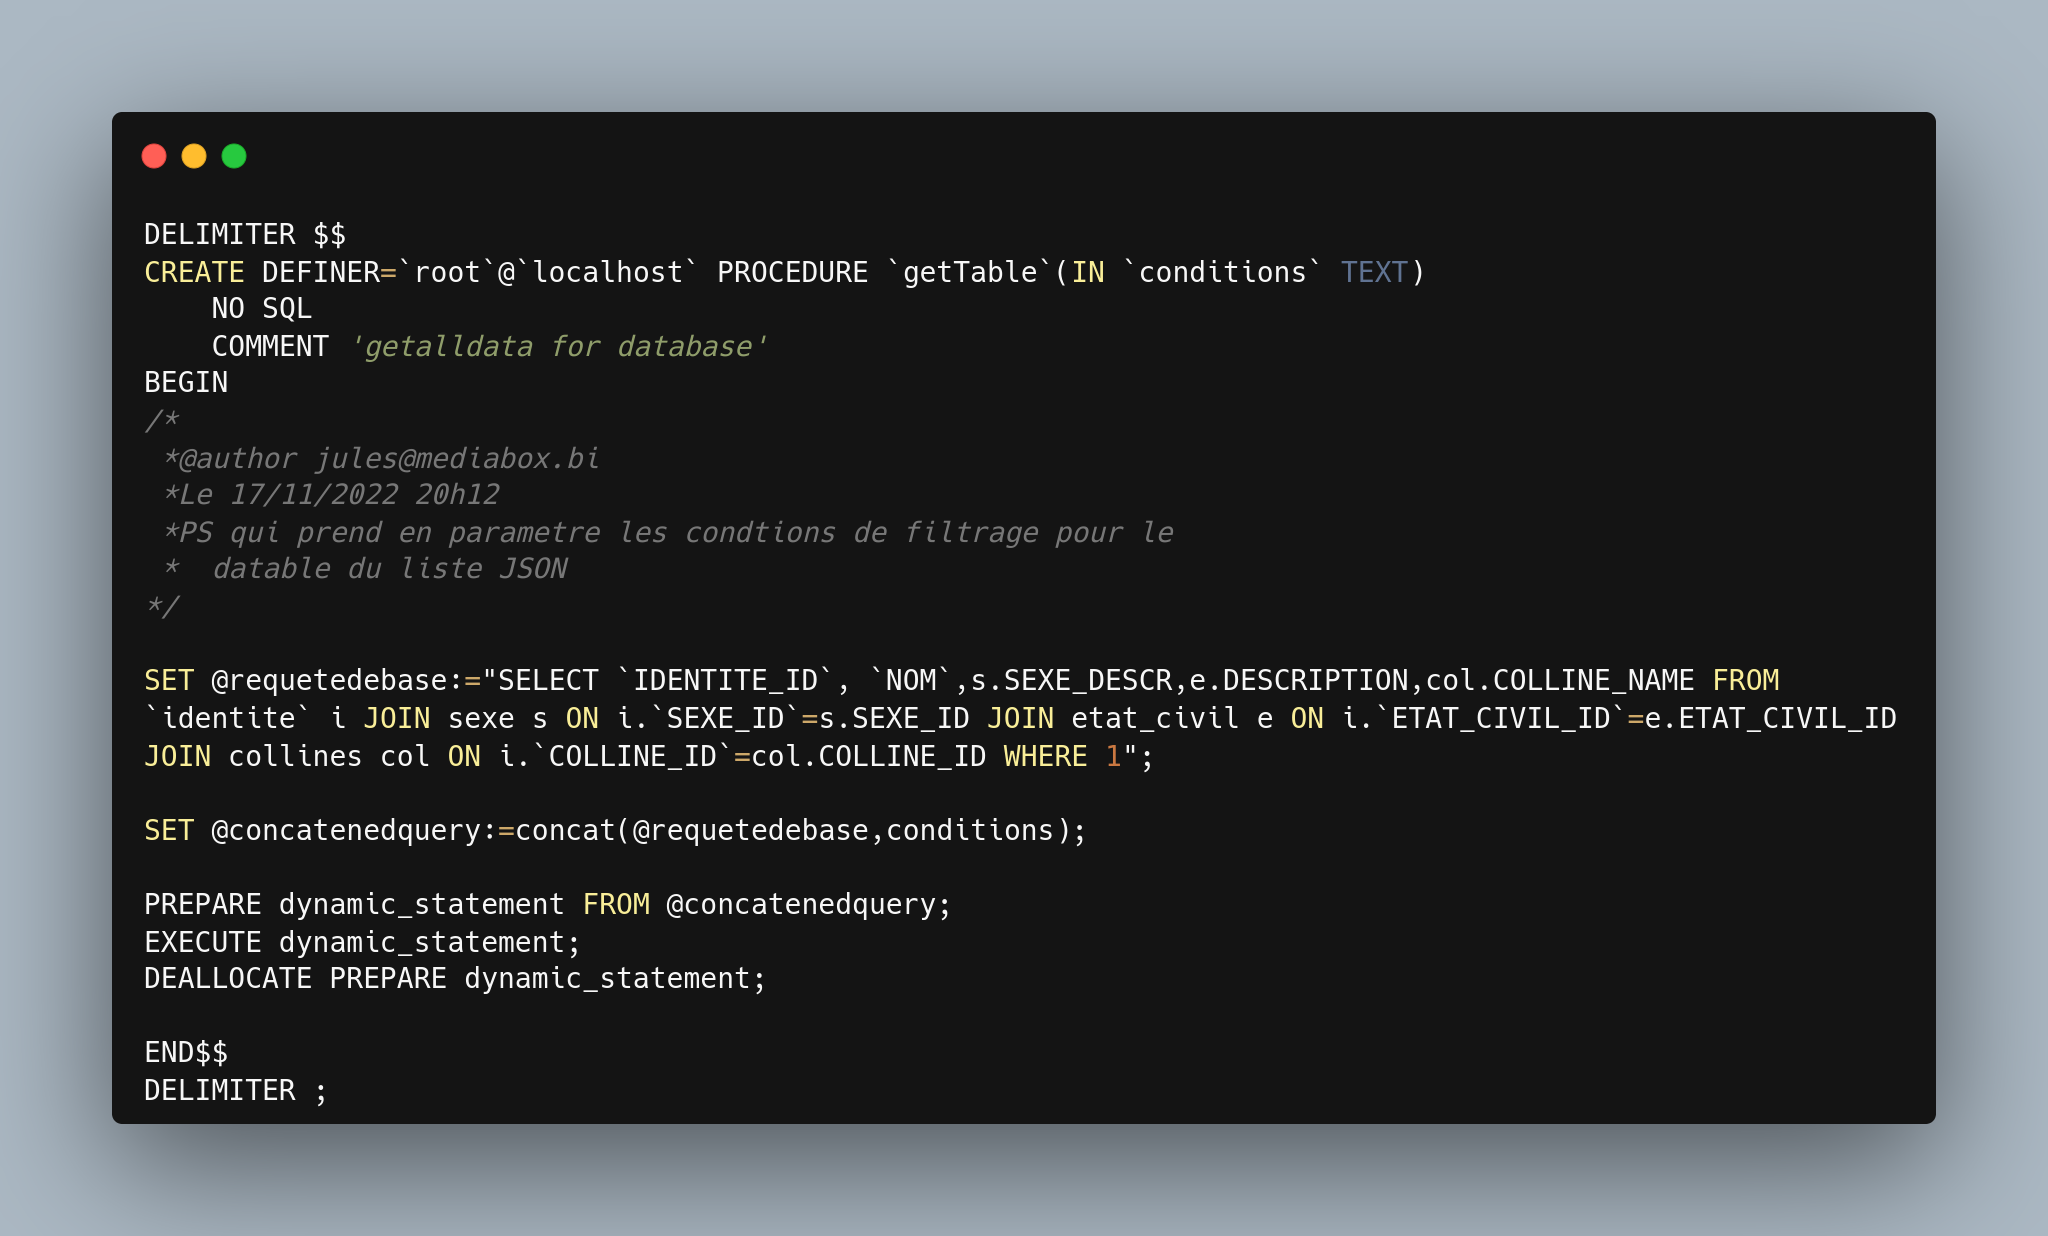 DELIMITER $$
CREATE DEFINER=`root`@`localhost` PROCEDURE `getTable`(IN `conditions` TEXT)
    NO SQL
    COMMENT 'getalldata for database'
BEGIN
/*
 *@author jules@mediabox.bi
 *Le 17/11/2022 20h12
 *PS qui prend en parametre les condtions de filtrage pour le
 *  datable du liste JSON
*/
SET @requetedebase:="SELECT `IDENTITE_ID`, `NOM`,s.SEXE_DESCR,e.DESCRIPTION,col.COLLINE_NAME FROM
`identite` i JOIN sexe s ON i.`SEXE_ID`=s.SEXE_ID JOIN etat_civil e ON i.`ETAT_CIVIL_ID`=e.ETAT_CIVIL_ID
JOIN collines col ON i.`COLLINE_ID`=col.COLLINE_ID WHERE 1";
SET @concatenedquery:=concat(@requetedebase,conditions);
PREPARE dynamic_statement FROM @concatenedquery;
EXECUTE dynamic_statement;
DEALLOCATE PREPARE dynamic_statement;
END$$
DELIMITER ;